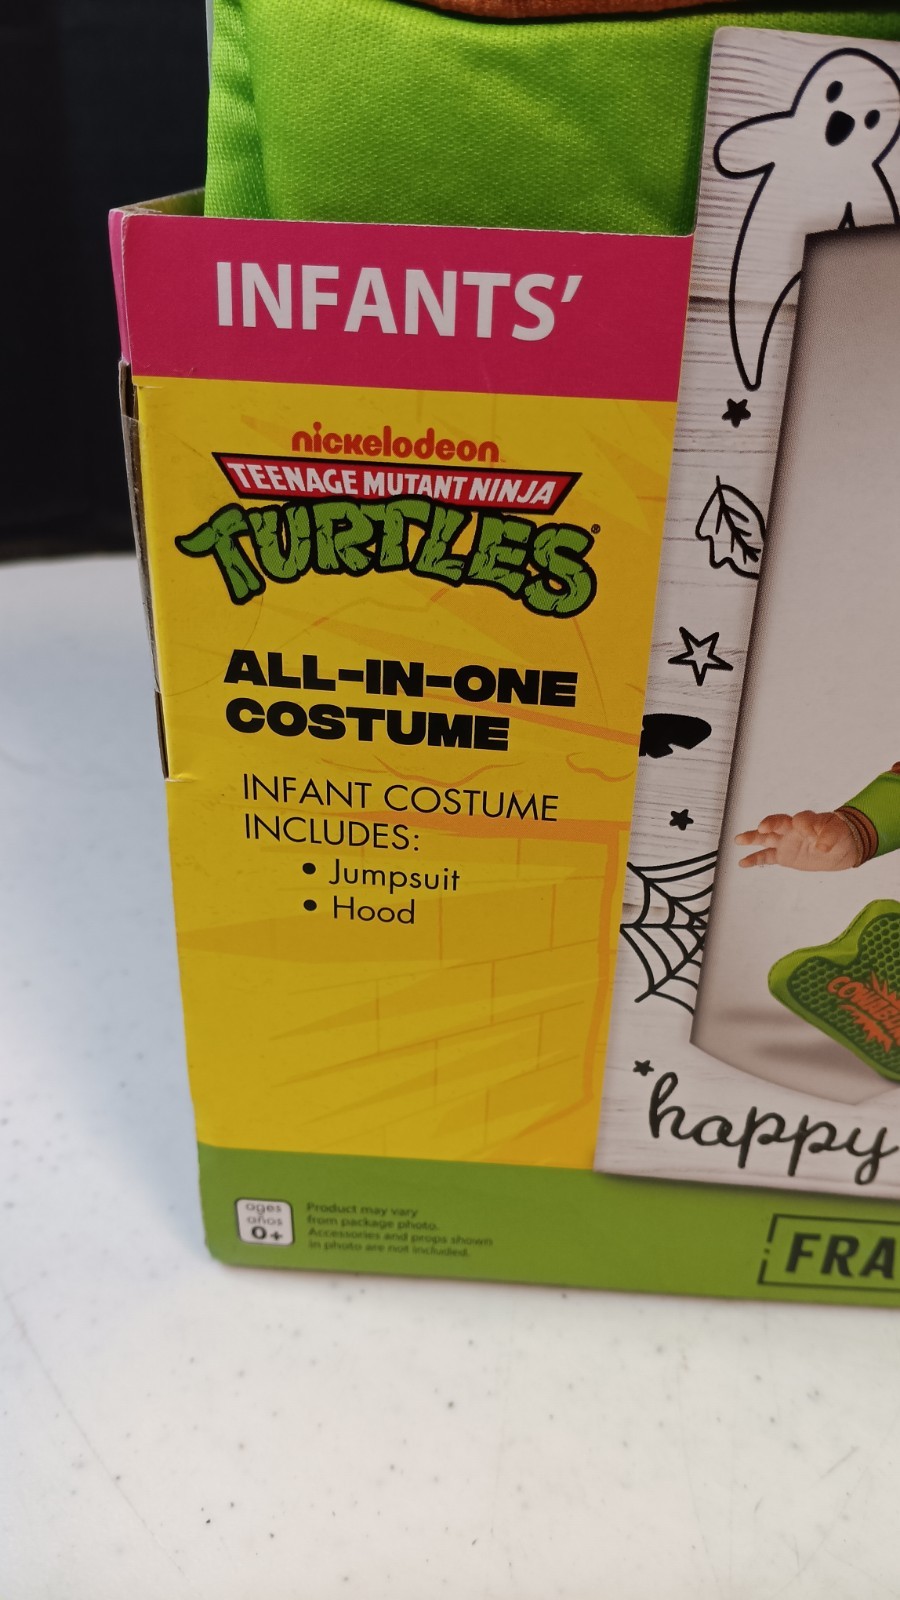 INFANTS'
nickelodeon
TEENAGE MUTANT NINJA
TURTLES®
ALL-IN-ONE
COSTUME
INFANT COSTUME
INCLUDES:
• Jumpsuit
• Hood
happy
ages
años
0+
Product may vary
from package photo.
Accessories and props shown
in photo are not included.
FRA